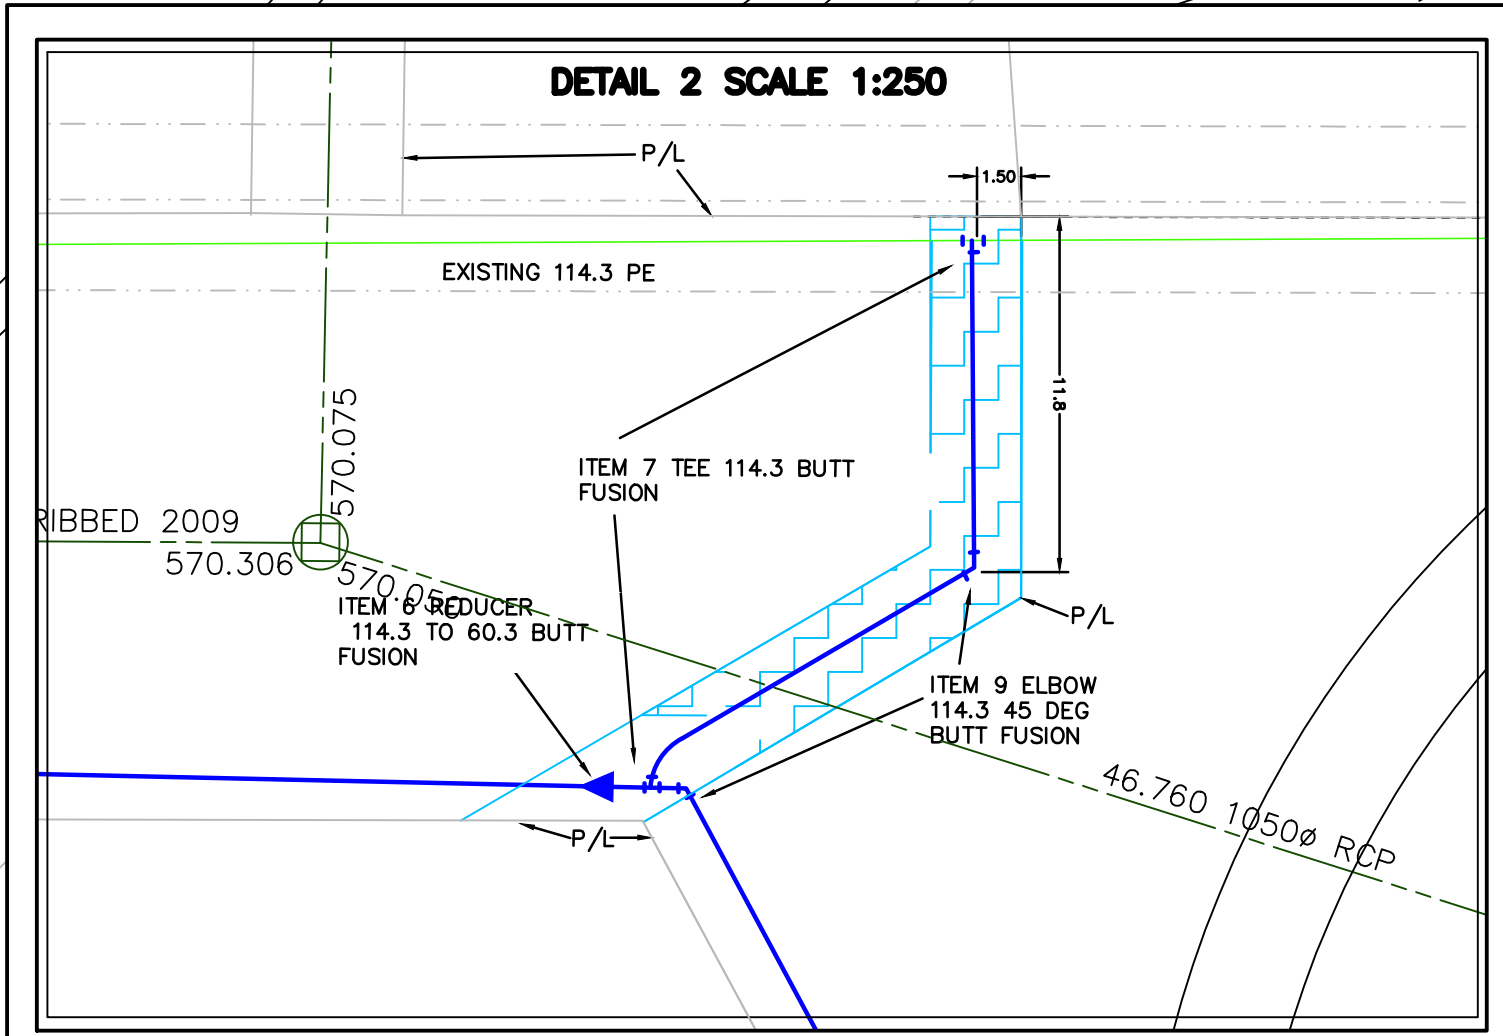 DETAIL 2 SCALE 1:250
P/L
1.50
EXISTING 114.3 PE
11.8
570.075
ITEM 7 TEE 114.3 BUTT
FUSION
RIBBED 2009
570.306
570.050
ITEM 6 REDUCER
114.3 TO 60.3 BUTT
FUSION
P/L
ITEM 9 ELBOW
114.3 45 DEG
BUTT FUSION
46.760 1050ø RCP
P/L